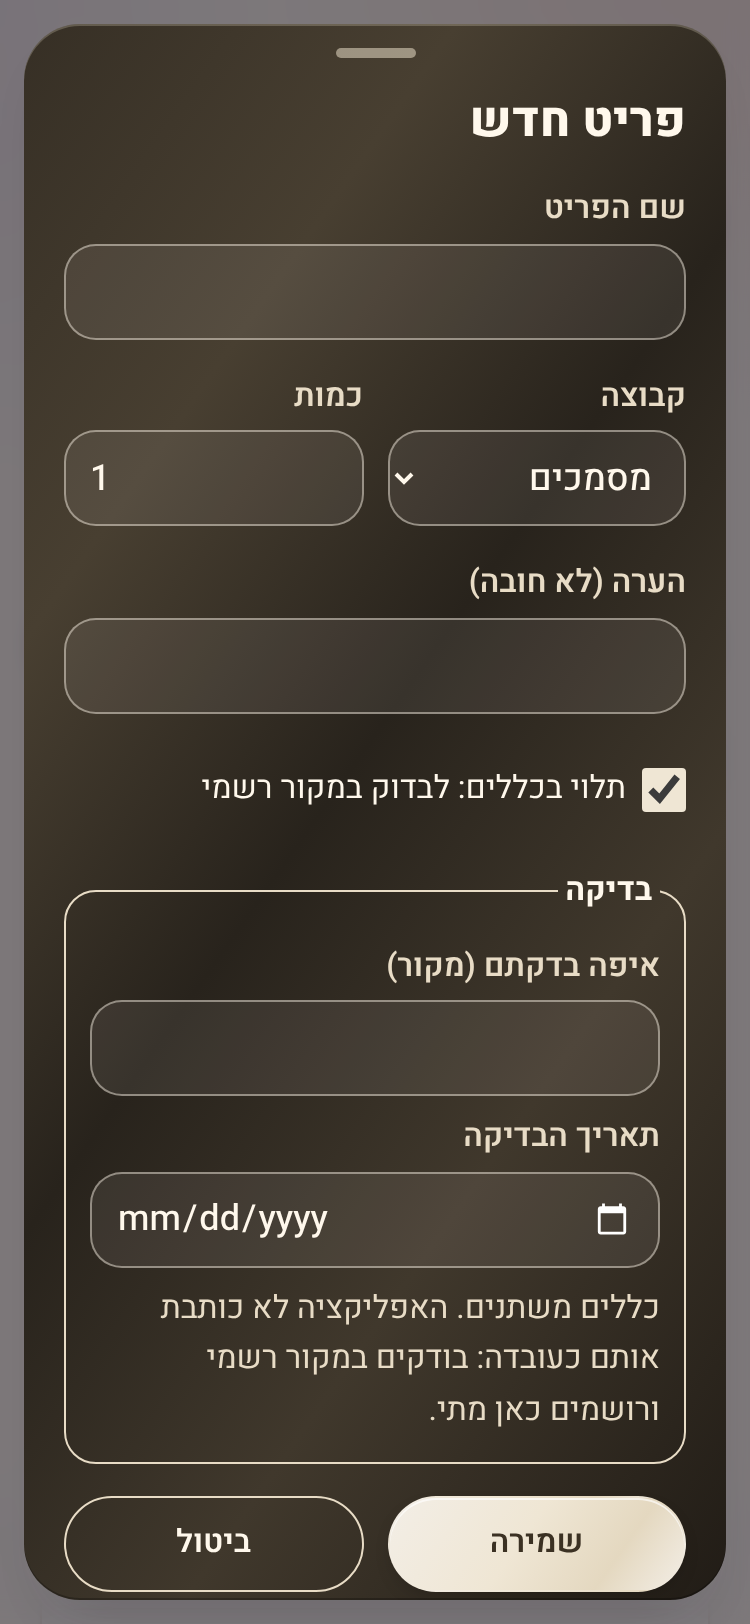 פריט חדש
שם הפריט
קבוצה
כמות
מסמכים
1
הערה (לא חובה)
תלוי בכללים: לבדוק במקור רשמי
בדיקה
איפה בדקתם (מקור)
תאריך הבדיקה
mm/dd/yyyy
כללים משתנים. האפליקציה לא כותבת
אותם כעובדה: בודקים במקור רשמי
ורושמים כאן מתי.
שמירה
ביטול